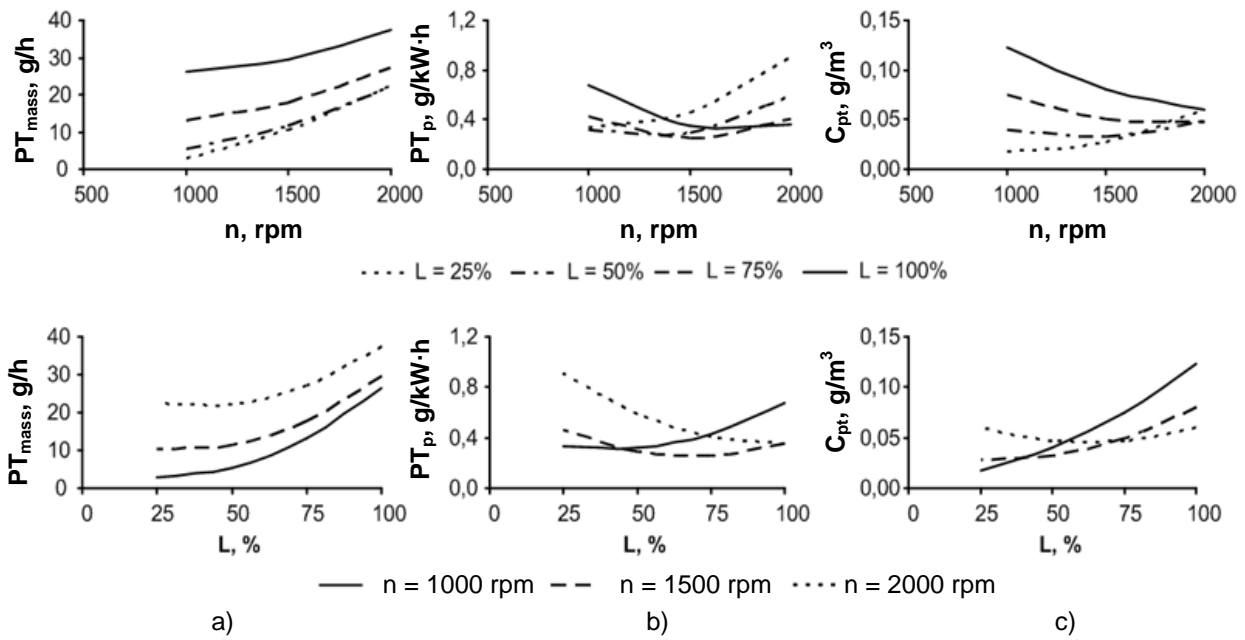 PTmass, g/h
40
30
20
10
0
500 1000 1500 2000
n, rpm
PTp, g/kW·h
1,2
0,8
0,4
0,0
500 1000 1500 2000
n, rpm
Cpt, g/m³
0,15
0,10
0,05
0,00
500 1000 1500 2000
n, rpm
L = 25% L = 50% L = 75% L = 100%
PTmass, g/h
40
30
20
10
0
0 25 50 75 100
L, %
PTp, g/kW·h
1,2
0,8
0,4
0,0
0 25 50 75 100
L, %
Cpt, g/m³
0,15
0,10
0,05
0,00
0 25 50 75 100
L, %
n = 1000 rpm n = 1500 rpm n = 2000 rpm
a) b) c)